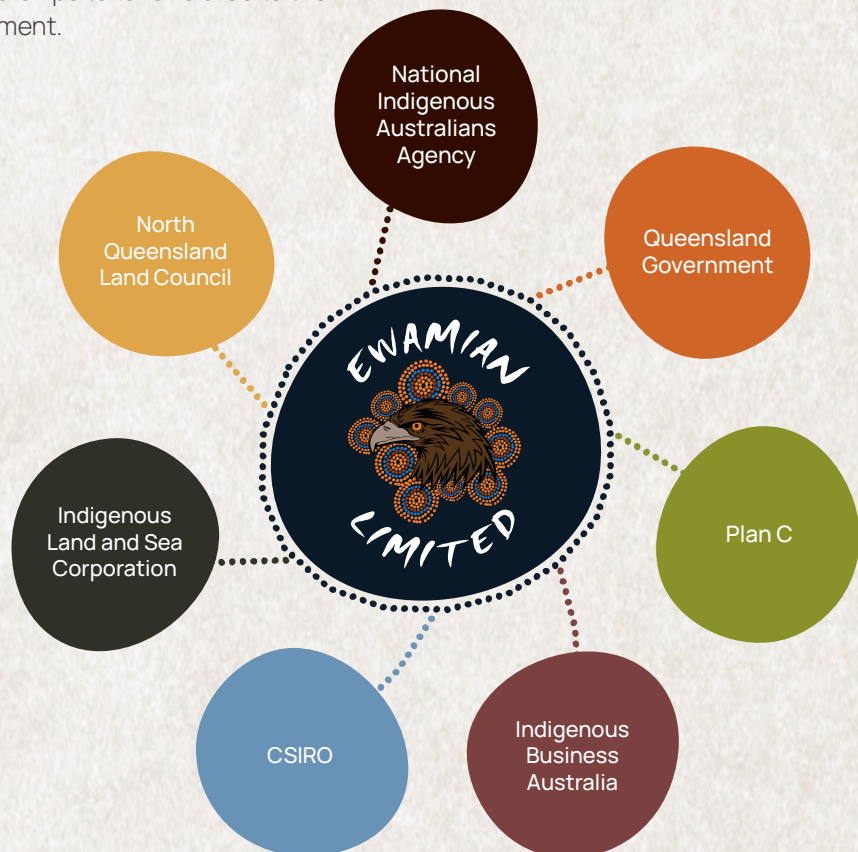 ment.
National
Indigenous
Australians
Agency
North
Queensland
Land Council
Queensland
Government
EWAMIAN
LIMITED
Plan C
Indigenous
Land and Sea
Corporation
CSIRO
Indigenous
Business
Australia